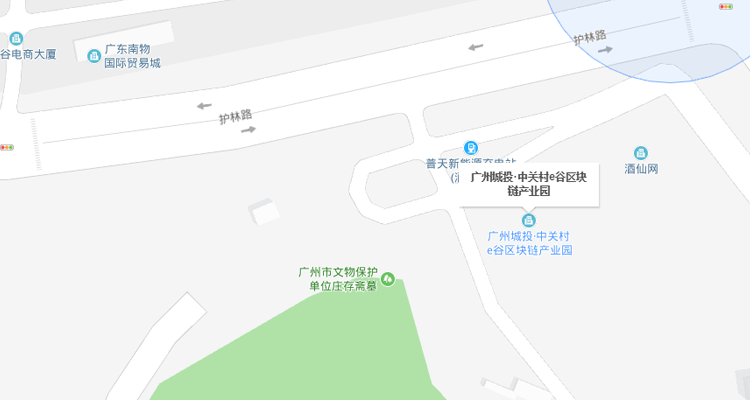 谷电商大厦
广东南物
国际贸易城
护林路
护林路
普天新能源充电站
广州城投·中关村e谷区块
链产业园
酒仙网
广州城投·中关村
e谷区块链产业园
广州市文物保护
单位庄存斋墓